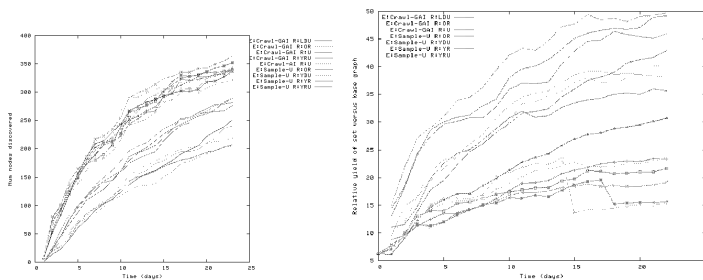 E:Crawl-GAI R:LDU
E:Crawl-GAI R:OR
E:Crawl-GAI R:U
E:Crawl-GAI R:YRU
E:Crawl-AI R:U
E:Sample-U R:OR
E:Sample-U R:YDU
E:Sample-U R:YR
E:Sample-U R:YRU
400
350
300
250
200
150
100
50
0
Num nodes discovered
0 5 10 15 20 25
Time (days)
E:Crawl-GAI R:LDU
E:Crawl-GAI R:OR
E:Crawl-GAI R:U
E:Sample-U R:OR
E:Sample-U R:YDU
E:Sample-U R:YR
E:Sample-U R:YRU
50
45
40
35
30
25
20
15
10
5
0
Relative yield of set versus base graph
0 5 10 15 20
Time (days)